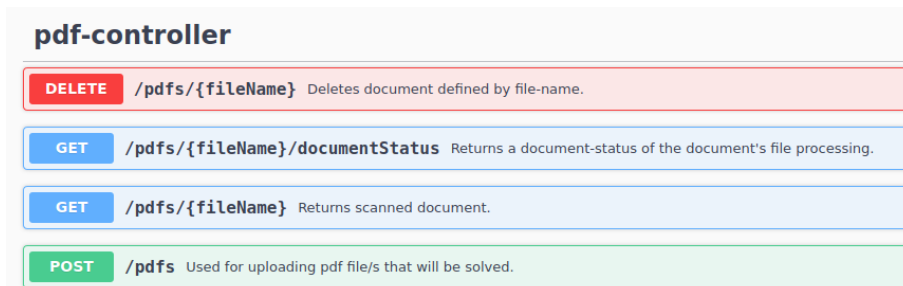 pdf-controller
DELETE /pdfs/{fileName} Deletes document defined by file-name.
GET /pdfs/{fileName}/documentStatus Returns a document-status of the document's file processing.
GET /pdfs/{fileName} Returns scanned document.
POST /pdfs Used for uploading pdf file/s that will be solved.